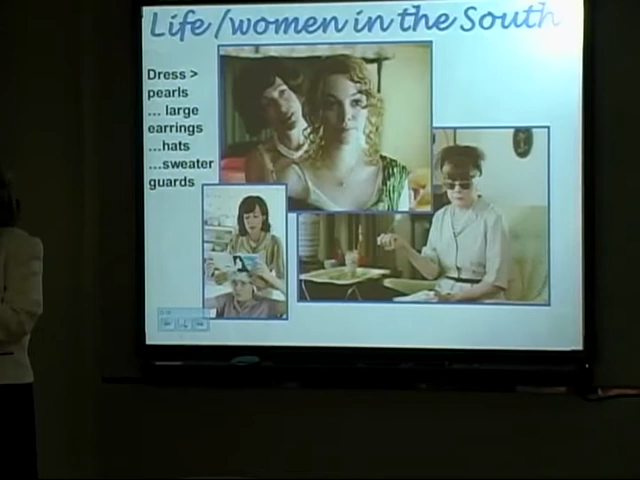 Life /women in the South
Dress >
pearls
... large
earrings
...hats
...sweater
guards